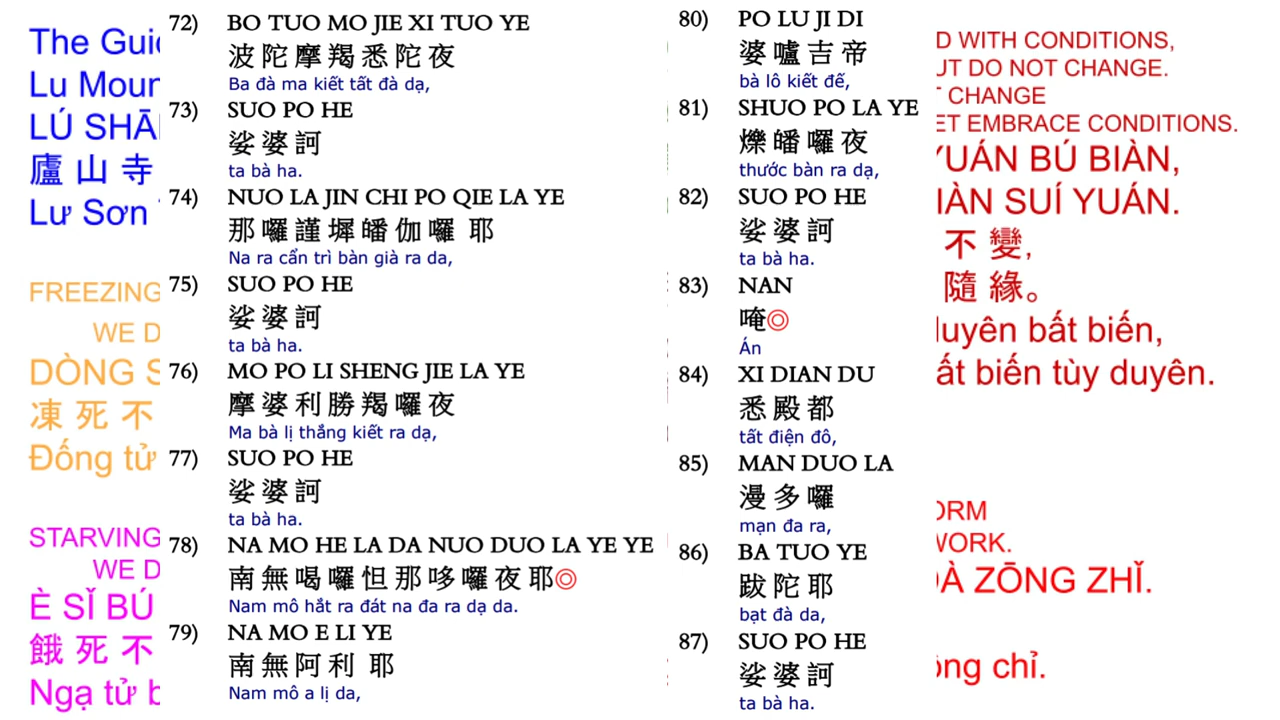 The Guid
Lu Moun
LÚ SHĀ
廬 山 寺
Lư Sơn
FREEZING
WE D
DÒNG S
凍 死 不
Đống tử
STARVING
WE D
È SǏ BÚ
餓 死 不
Ngạ tử b
72) BO TUO MO JIE XI TUO YE
波 陀 摩 羯 悉 陀 夜
Ba đà ma kiết tất đà dạ,
73) SUO PO HE
娑 婆 訶
ta bà ha.
74) NUO LA JIN CHI PO QIE LA YE
那 囉 謹 墀 皤 伽 囉 耶
Na ra cẩn trì bàn già ra da,
75) SUO PO HE
娑 婆 訶
ta bà ha.
76) MO PO LI SHENG JIE LA YE
摩 婆 利 勝 羯 囉 夜
Ma bà lị thắng kiết ra dạ,
77) SUO PO HE
娑 婆 訶
ta bà ha.
78) NA MO HE LA DA NUO DUO LA YE YE
南 無 喝 囉 怛 那 哆 囉 夜 耶◎
Nam mô hắt ra đát na đa ra dạ da.
79) NA MO E LI YE
南 無 阿 利 耶
Nam mô a lị da,
80) PO LU JI DI
婆 嚧 吉 帝
bà lô kiết đế,
81) SHUO PO LA YE
爍 皤 囉 夜
thước bàn ra dạ,
82) SUO PO HE
娑 婆 訶
ta bà ha.
83) NAN
唵◎
Án
84) XI DIAN DU
悉 殿 都
tất điện đô,
85) MAN DUO LA
漫 多 囉
mạn đa ra,
86) BA TUO YE
跋 陀 耶
bạt đà da,
87) SUO PO HE
娑 婆 訶
ta bà ha.
D WITH CONDITIONS,
UT DO NOT CHANGE.
T CHANGE
ET EMBRACE CONDITIONS.
YUÁN BÚ BIÀN,
IÀN SUÍ YUÁN.
不 變,
隨 緣。
duyên bất biến,
ất biến tùy duyên.
ORM
WORK.
DÀ ZŌNG ZHǏ.
ông chỉ.